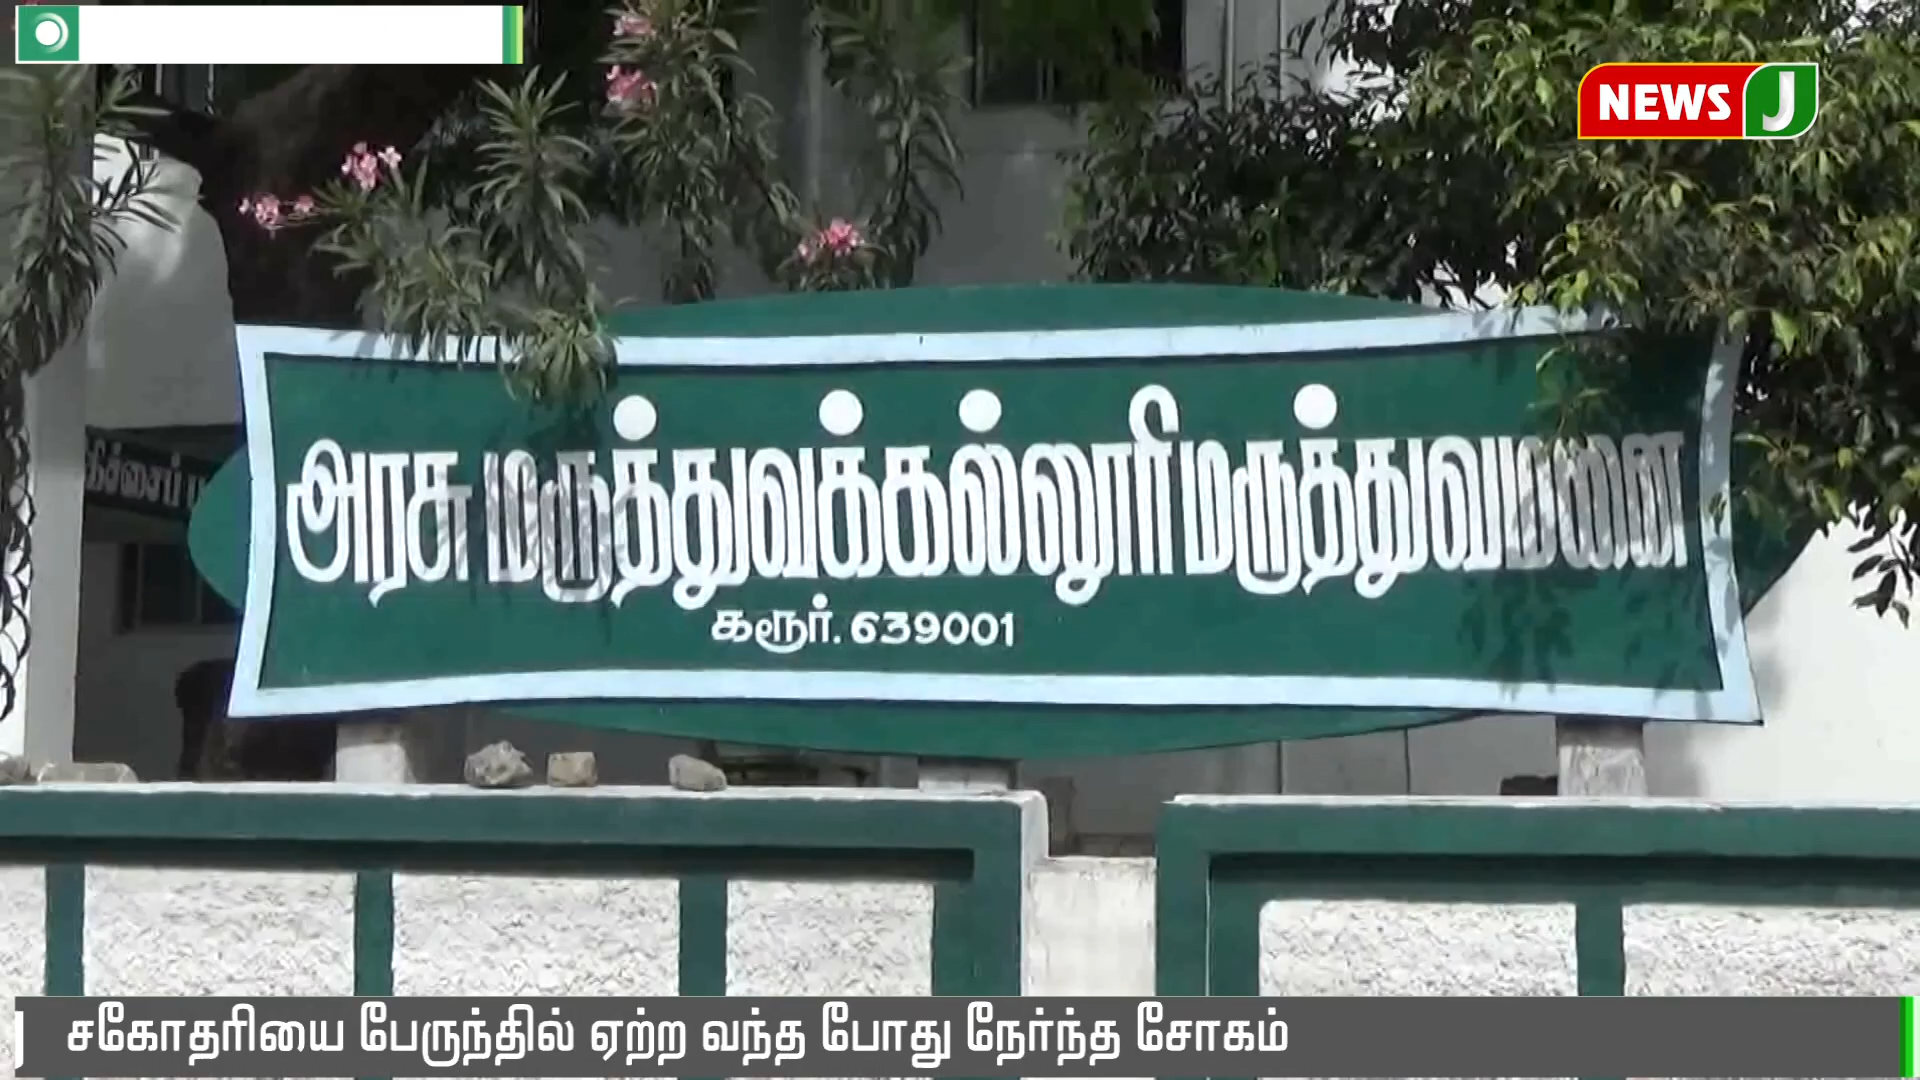 NEWS J
அரசு மருத்துவக்கல்லூரி மருத்துவமனை
கரூர். 639001
சகோதரியை பேருந்தில் ஏற்ற வந்த போது நேர்ந்த சோகம்